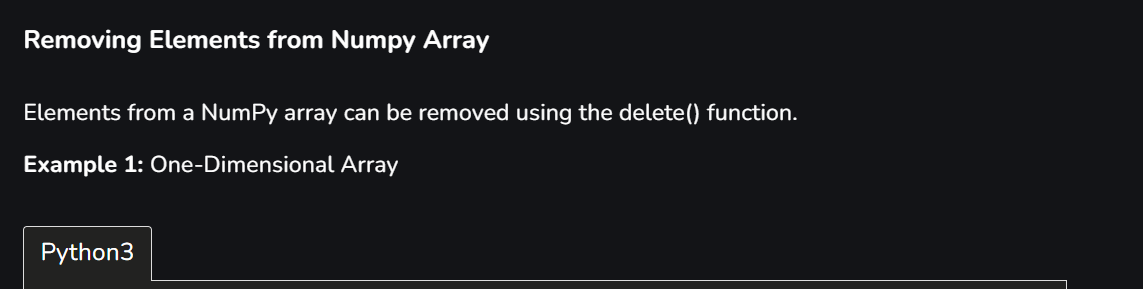 Removing Elements from Numpy Array
Elements from a NumPy array can be removed using the delete() function.
Example 1: One-Dimensional Array
Python3